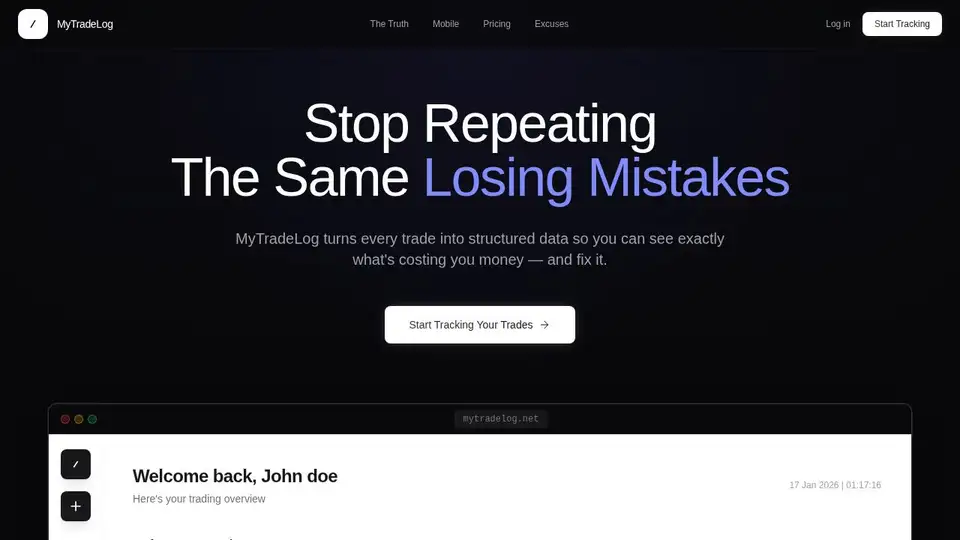 MyTradeLog
The Truth
Mobile
Pricing
Excuses
Log in
Start Tracking
Stop Repeating
The Same Losing Mistakes
MyTradeLog turns every trade into structured data so you can see exactly
what's costing you money — and fix it.
Start Tracking Your Trades →
mytradelog.net
Welcome back, John doe
Here's your trading overview
17 Jan 2026 | 01:17:16